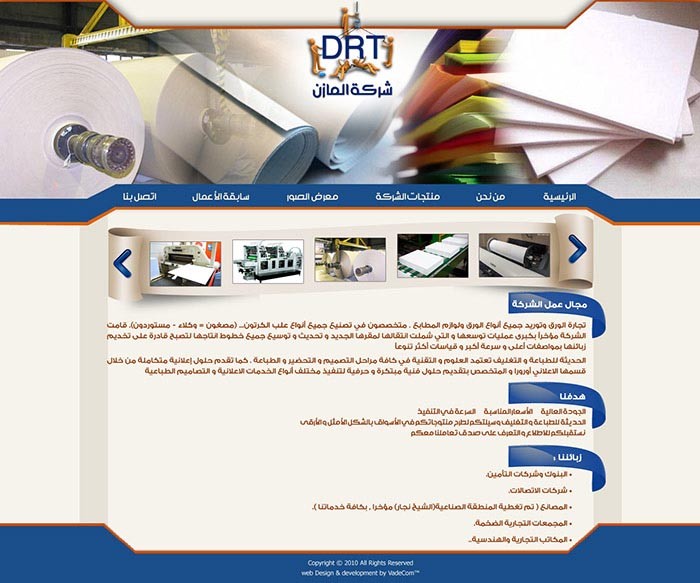 DRT
شركة المازن
الرئيسية
من نحن
منتجات الشركة
معرض الصور
سابقة الأعمال
اتصل بنا
مجال عمل الشركة
تجارة الورق وتوريد جميع أنواع الورق ولوازم المطابع . متخصصون في تصنيع جميع أنواع علب الكرتون... (مصنعون = وكلاء - مستوردون). قامت
الشركة مؤخراً بكبرى عمليات توسعها و التي شملت انتقالها لمقرها الجديد و تحديث و توسيع جميع خطوط انتاجها لتصبح قادرة على تخديم
زبائنها بمواصفات أعلى و سرعة أكبر و قياسات أكثر تنوعاً
الحديثة للطباعة و التغليف تعتمد العلوم و التقنية في كافة مراحل التصميم و التحضير و الطباعة . كما تقدم حلول إعلانية متكاملة من خلال
قسمها الاعلاني أورورا و المتخصص بتقديم حلول فنية مبتكرة و حرفية لتنفيذ مختلف أنواع الخدمات الاعلانية و التصاميم الطباعية
هدفنا
الجودة العالية الأسعار المناسبة السرعة في التنفيذ
الحديثة للطباعة و التغليف وسيلتكم لطرح منتوجاتكم في الأسواق بالشكل الأمثل و الأرقى
نستقبلكم للاطلاع و التعرف على صدق تعاملنا معكم
زبائننا :
• البنوك وشركات التأمين.
• شركات الاتصالات.
• المصانع ( تم تغطية المنطقة الصناعية(الشيخ نجار) مؤخرا , بكافة خدماتنا ).
• المجمعات التجارية الضخمة.
• المكاتب التجارية والهندسية..
Copyright © 2010 All Rights Reserved
web Design & development by VadeCom™